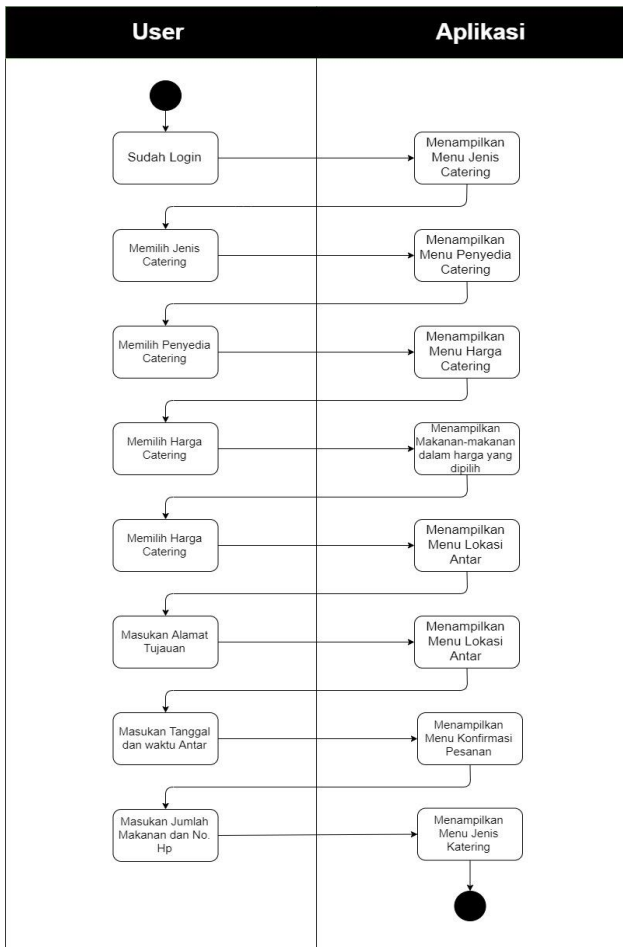 User
Aplikasi
Sudah Login
Menampilkan
Menu Jenis
Catering
Memilih Jenis
Catering
Menampilkan
Menu Penyedia
Catering
Memilih Penyedia
Catering
Menampilkan
Menu Harga
Catering
Memilih Harga
Catering
Menampilkan
Makanan-makanan
dalam harga yang
dipilih
Memilih Harga
Catering
Menampilkan
Menu Lokasi
Antar
Masukan Alamat
Tujauan
Menampilkan
Menu Lokasi
Antar
Masukan Tanggal
dan waktu Antar
Menampilkan
Menu Konfirmasi
Pesanan
Masukan Jumlah
Makanan dan No.
Hp
Menampilkan
Menu Jenis
Katering